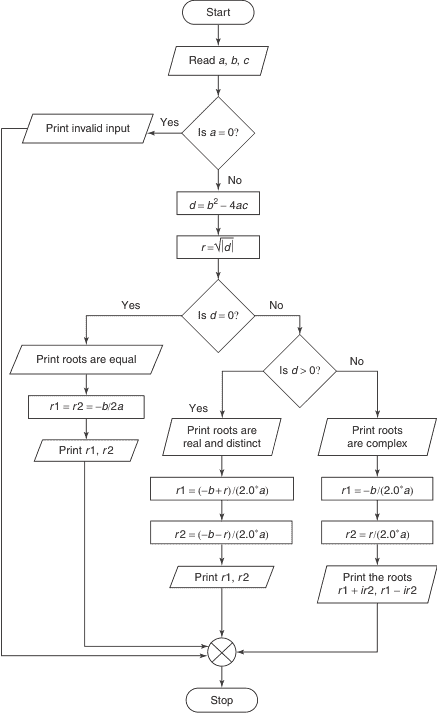 Start
Read a, b, c
Is a = 0?
Yes
Print invalid input
No
d = b² − 4ac
r = √|d|
Is d = 0?
Yes
No
Print roots are equal
r1 = r2 = −b/2a
Print r1, r2
Is d > 0?
Yes
No
Print roots are
real and distinct
r1 = (−b + r)/(2.0*a)
r2 = (−b − r)/(2.0*a)
Print r1, r2
Print roots
are complex
r1 = −b/(2.0*a)
r2 = r/(2.0*a)
Print the roots
r1 + ir2, r1 − ir2
Stop